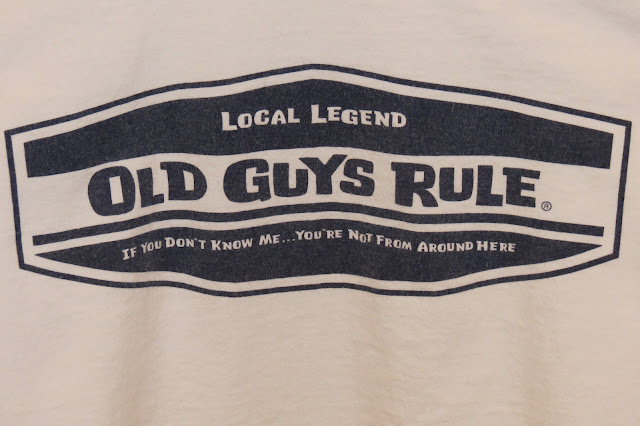 Local Legend
Old Guys Rule®
If You Don't Know Me...You're Not From Around Here